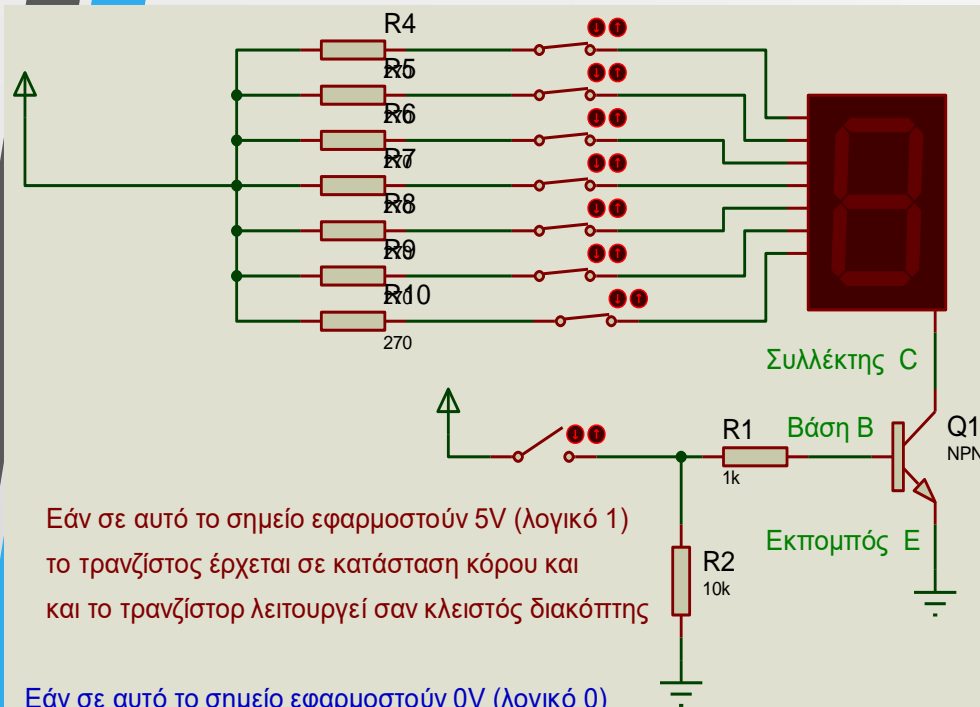 R4
270
R5
270
R6
270
R7
270
R8
270
R9
270
R10
270
Συλλέκτης C
R1
1k
Βάση Β
Q1
NPN
Εκπομπός Ε
R2
10k
Εάν σε αυτό το σημείο εφαρμοστούν 5V (λογικό 1)
το τρανζίστος έρχεται σε κατάσταση κόρου και
και το τρανζίστορ λειτουργεί σαν κλειστός διακόπτης
Εάν σε αυτό το σημείο εφαρμοστούν 0V (λογικό 0)